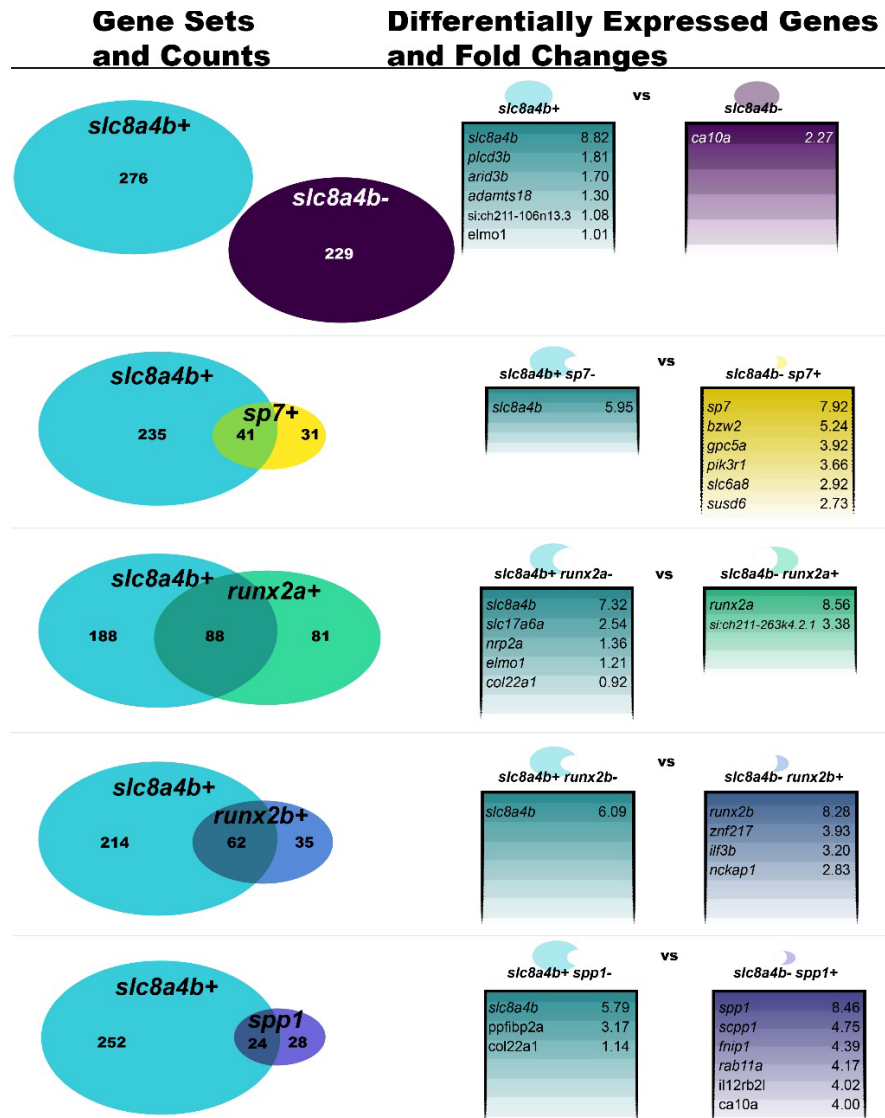 Gene Sets and Counts
Differentially Expressed Genes and Fold Changes
slc8a4b+
276
slc8a4b-
229
slc8a4b+ vs slc8a4b-
slc8a4b 8.82
plcd3b 1.81
arid3b 1.70
adamts18 1.30
si:ch211-106n13.3 1.08
elmo1 1.01
ca10a 2.27
slc8a4b+
sp7+
235 41 31
slc8a4b+ sp7- vs slc8a4b- sp7+
slc8a4b 5.95
sp7 7.92
bzw2 5.24
gpc5a 3.92
pik3r1 3.66
slc6a8 2.92
susd6 2.73
slc8a4b+
runx2a+
188 88 81
slc8a4b+ runx2a- vs slc8a4b- runx2a+
slc8a4b 7.32
slc17a6a 2.54
nrp2a 1.36
elmo1 1.21
col22a1 0.92
runx2a 8.56
si:ch211-263k4.2.1 3.38
slc8a4b+
runx2b+
214 62 35
slc8a4b+ runx2b- vs slc8a4b- runx2b+
slc8a4b 6.09
runx2b 8.28
znf217 3.93
ilf3b 3.20
nckap1 2.83
slc8a4b+
spp1
252 24 28
slc8a4b+ spp1- vs slc8a4b- spp1+
slc8a4b 5.79
ppfibp2a 3.17
col22a1 1.14
spp1 8.46
scpp1 4.75
fnip1 4.39
rab11a 4.17
il12rb2l 4.02
ca10a 4.00